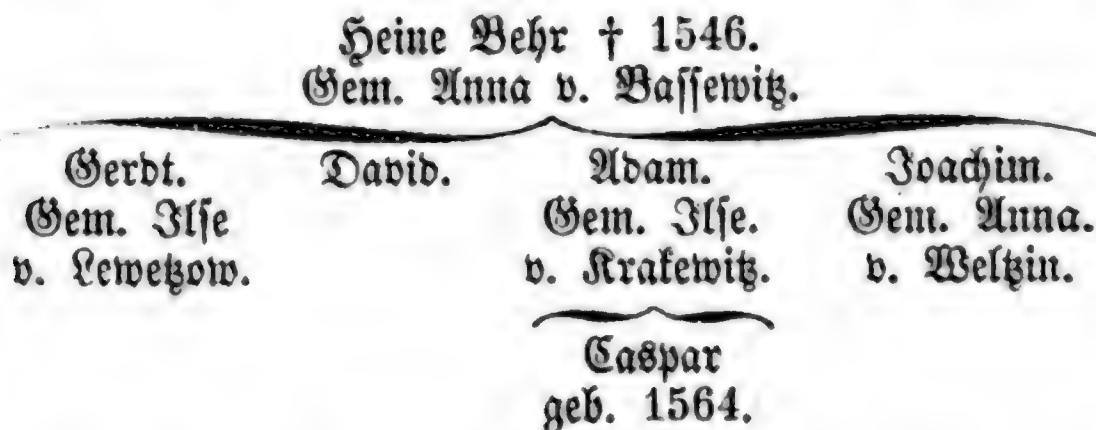 Heine Behr † 1546.
Gem. Anna v. Bassewitz.
Gerdt.
Gem. Ilse
v. Lewetzow.
David.
Adam.
Gem. Ilse.
v. Krakewitz.
Joachim.
Gem. Anna.
v. Weltzin.
Caspar
geb. 1564.